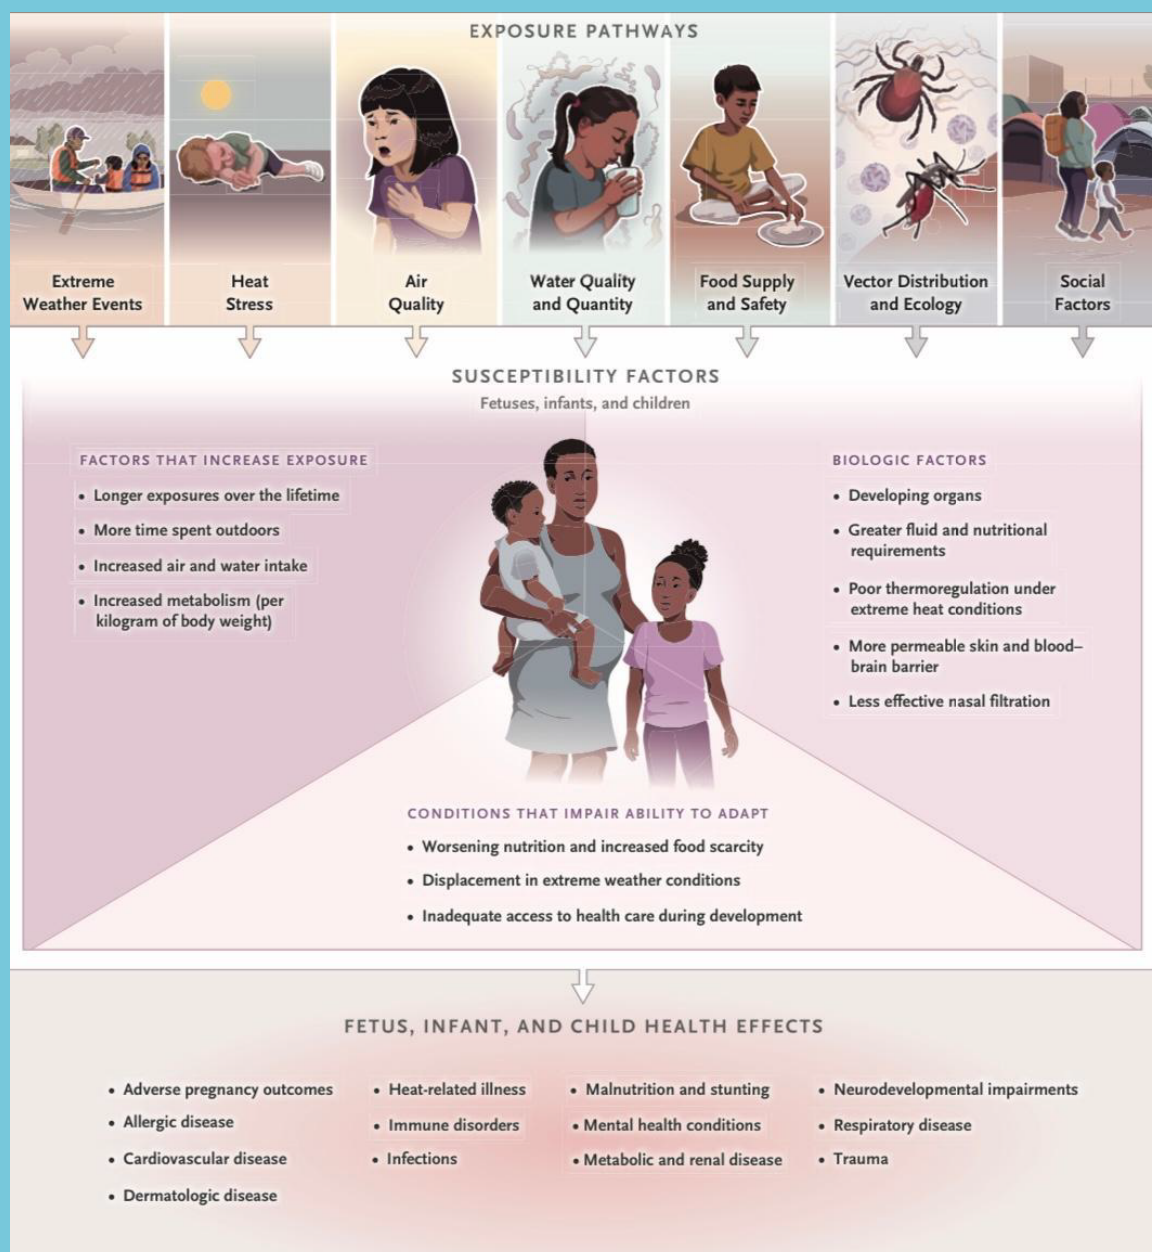 EXPOSURE PATHWAYS
Extreme
Weather Events
Heat
Stress
Air
Quality
Water Quality
and Quantity
Food Supply
and Safety
Vector Distribution
and Ecology
Social
Factors
SUSCEPTIBILITY FACTORS
Fetuses, infants, and children
FACTORS THAT INCREASE EXPOSURE
• Longer exposures over the lifetime
• More time spent outdoors
• Increased air and water intake
• Increased metabolism (per
kilogram of body weight)
BIOLOGIC FACTORS
• Developing organs
• Greater fluid and nutritional
requirements
• Poor thermoregulation under
extreme heat conditions
• More permeable skin and blood–
brain barrier
• Less effective nasal filtration
CONDITIONS THAT IMPAIR ABILITY TO ADAPT
• Worsening nutrition and increased food scarcity
• Displacement in extreme weather conditions
• Inadequate access to health care during development
FETUS, INFANT, AND CHILD HEALTH EFFECTS
• Adverse pregnancy outcomes
• Allergic disease
• Cardiovascular disease
• Dermatologic disease
• Heat-related illness
• Immune disorders
• Infections
• Malnutrition and stunting
• Mental health conditions
• Metabolic and renal disease
• Neurodevelopmental impairments
• Respiratory disease
• Trauma